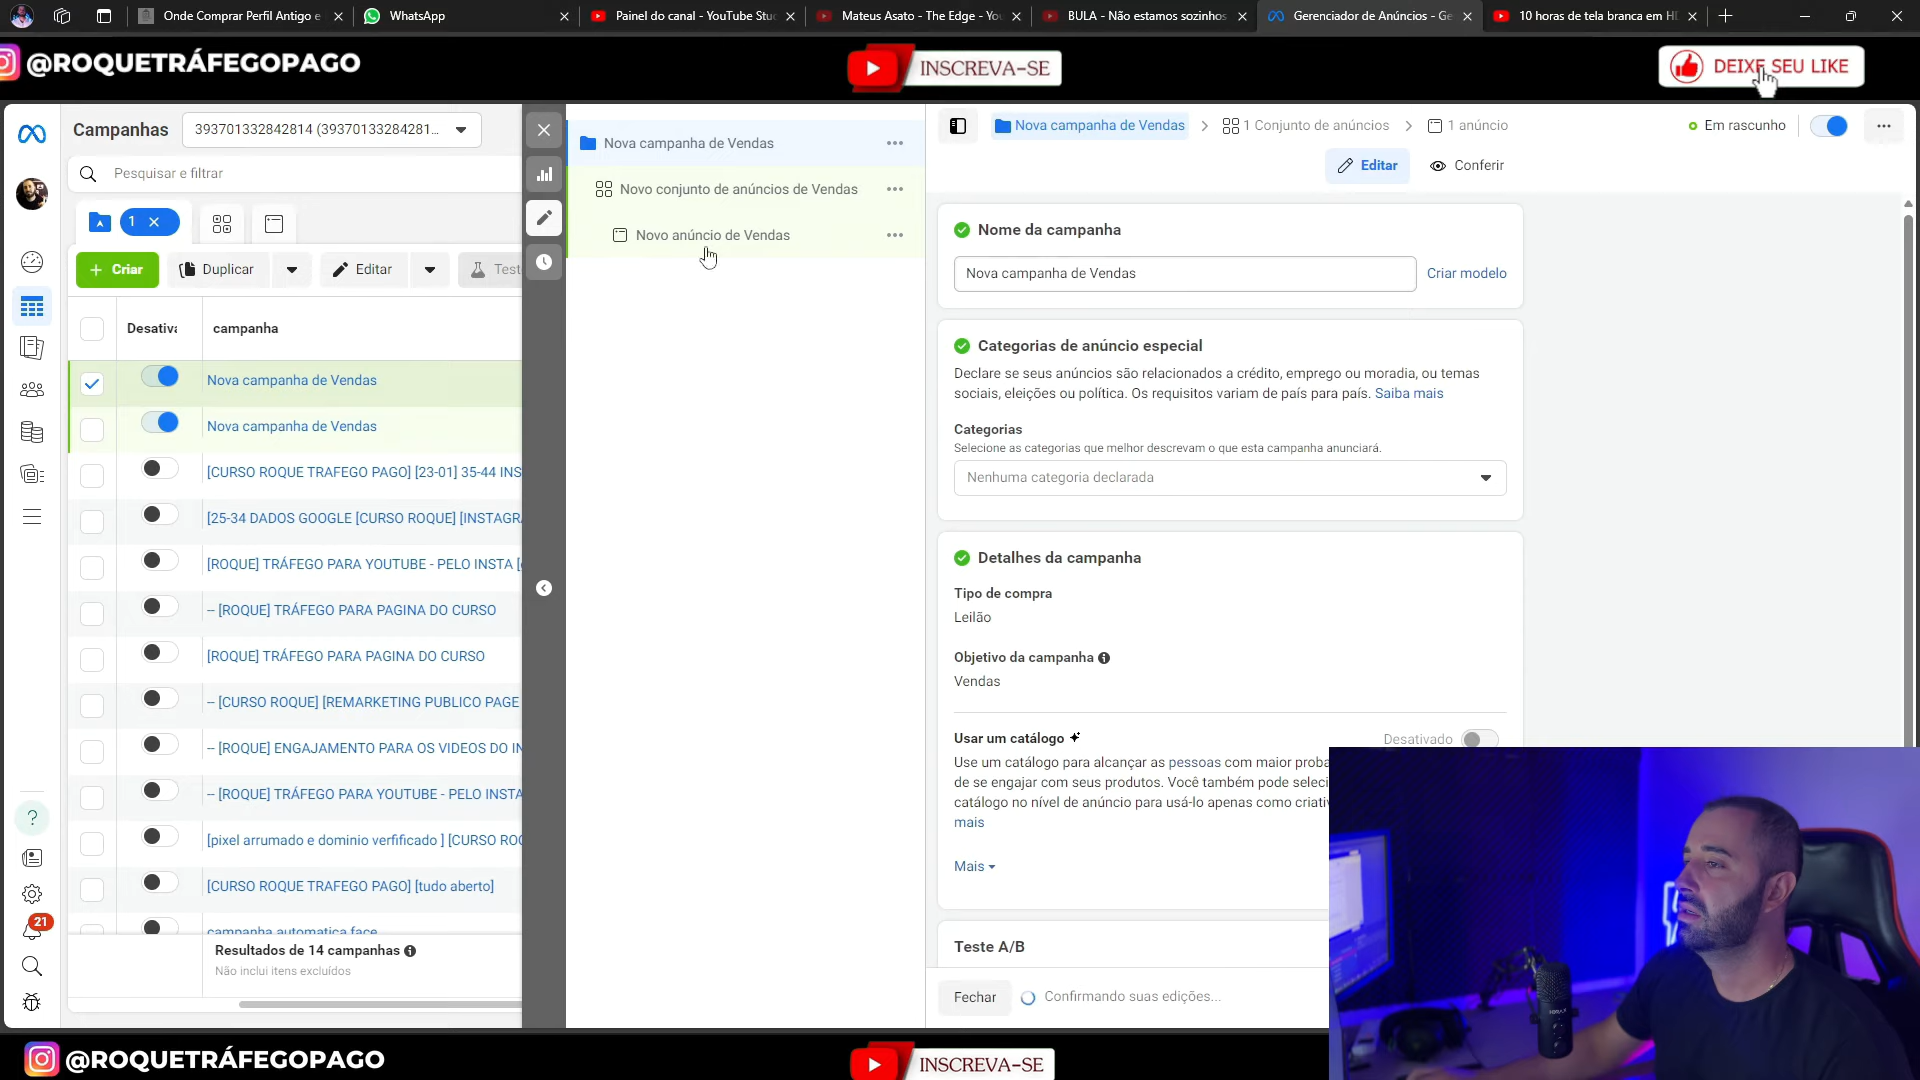 Onde Comprar Perfil Antigo e
WhatsApp
Painel do canal - YouTube Stu
Mateus Asato - The Edge - You
BULA - Não estamos sozinhos
Gerenciador de Anúncios - Ge
10 horas de tela branca em HD
@ROQUETRÁFEGOPAGO
INSCREVA-SE
DEIXE SEU LIKE
Campanhas
393701332842814 (39370133284281...
Pesquisar e filtrar
1
Criar
Duplicar
Editar
Test
Desativa
campanha
Nova campanha de Vendas
Nova campanha de Vendas
[CURSO ROQUE TRAFEGO PAGO] [23-01] 35-44 INS
[25-34 DADOS GOOGLE [CURSO ROQUE] [INSTAGRA
[ROQUE] TRÁFEGO PARA YOUTUBE - PELO INSTA [
-- [ROQUE] TRÁFEGO PARA PAGINA DO CURSO
[ROQUE] TRÁFEGO PARA PAGINA DO CURSO
-- [CURSO ROQUE] [REMARKETING PUBLICO PAGE
-- [ROQUE] ENGAJAMENTO PARA OS VIDEOS DO IN
-- [ROQUE] TRÁFEGO PARA YOUTUBE - PELO INSTA
[pixel arrumado e dominio verfificado ] [CURSO ROQ
[CURSO ROQUE TRAFEGO PAGO] [tudo aberto]
campanha automatica face
Resultados de 14 campanhas
Não inclui itens excluídos
21
Nova campanha de Vendas
Novo conjunto de anúncios de Vendas
Novo anúncio de Vendas
Nova campanha de Vendas
1 Conjunto de anúncios
1 anúncio
Em rascunho
Editar
Conferir
Nome da campanha
Nova campanha de Vendas
Criar modelo
Categorias de anúncio especial
Declare se seus anúncios são relacionados a crédito, emprego ou moradia, ou temas
sociais, eleições ou política. Os requisitos variam de país para país. Saiba mais
Categorias
Selecione as categorias que melhor descrevam o que esta campanha anunciará.
Nenhuma categoria declarada
Detalhes da campanha
Tipo de compra
Leilão
Objetivo da campanha
Vendas
Usar um catálogo
Desativado
Use um catálogo para alcançar as pessoas com maior proba
de se engajar com seus produtos. Você também pode seleci
catálogo no nível de anúncio para usá-lo apenas como criativ
mais
Mais
Teste A/B
Fechar
Confirmando suas edições...
@ROQUETRÁFEGOPAGO
INSCREVA-SE